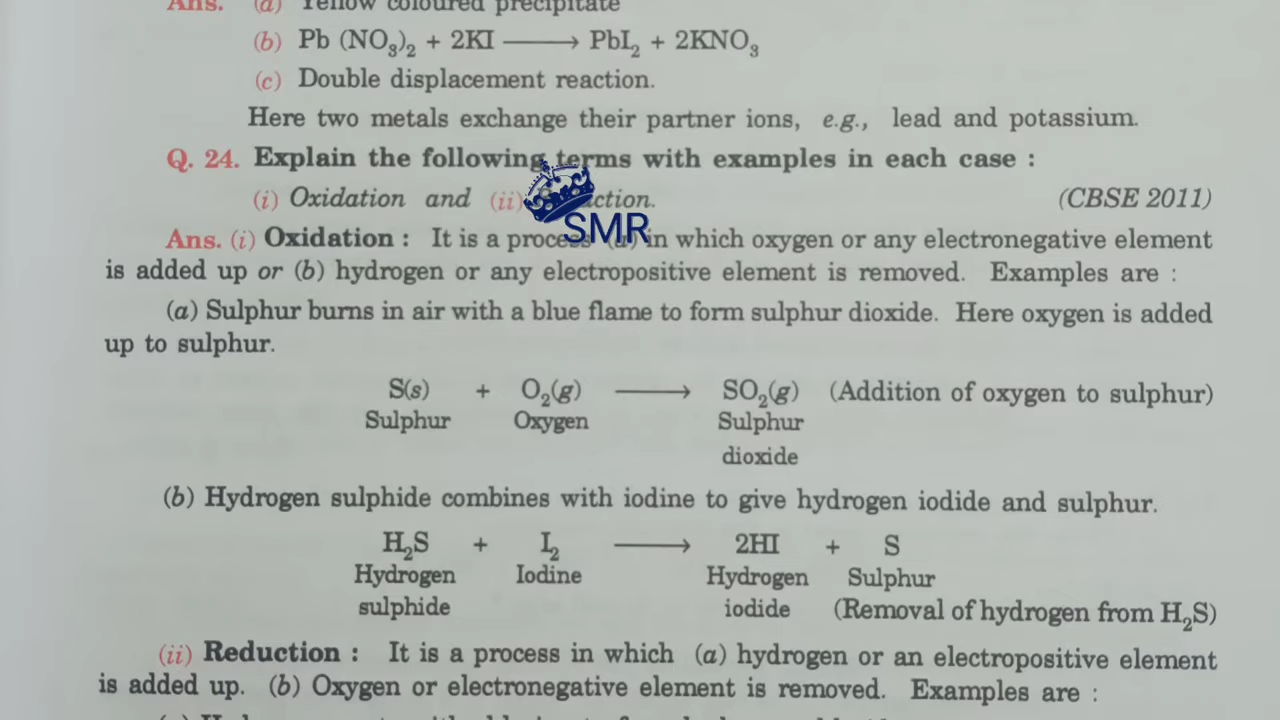 Ans. (a) Yellow coloured precipitate
(b) Pb (NO₃)₂ + 2KI ⟶ PbI₂ + 2KNO₃
(c) Double displacement reaction.
Here two metals exchange their partner ions, e.g., lead and potassium.
Q. 24. Explain the following terms with examples in each case :
(i) Oxidation and (ii) ction. (CBSE 2011)
SMR
Ans. (i) Oxidation : It is a process (a) in which oxygen or any electronegative element
is added up or (b) hydrogen or any electropositive element is removed. Examples are :
(a) Sulphur burns in air with a blue flame to form sulphur dioxide. Here oxygen is added
up to sulphur.
S(s) + O₂(g) ⟶ SO₂(g) (Addition of oxygen to sulphur)
Sulphur Oxygen Sulphur
dioxide
(b) Hydrogen sulphide combines with iodine to give hydrogen iodide and sulphur.
H₂S + I₂ ⟶ 2HI + S
Hydrogen Iodine Hydrogen Sulphur
sulphide iodide (Removal of hydrogen from H₂S)
(ii) Reduction : It is a process in which (a) hydrogen or an electropositive element
is added up. (b) Oxygen or electronegative element is removed. Examples are :